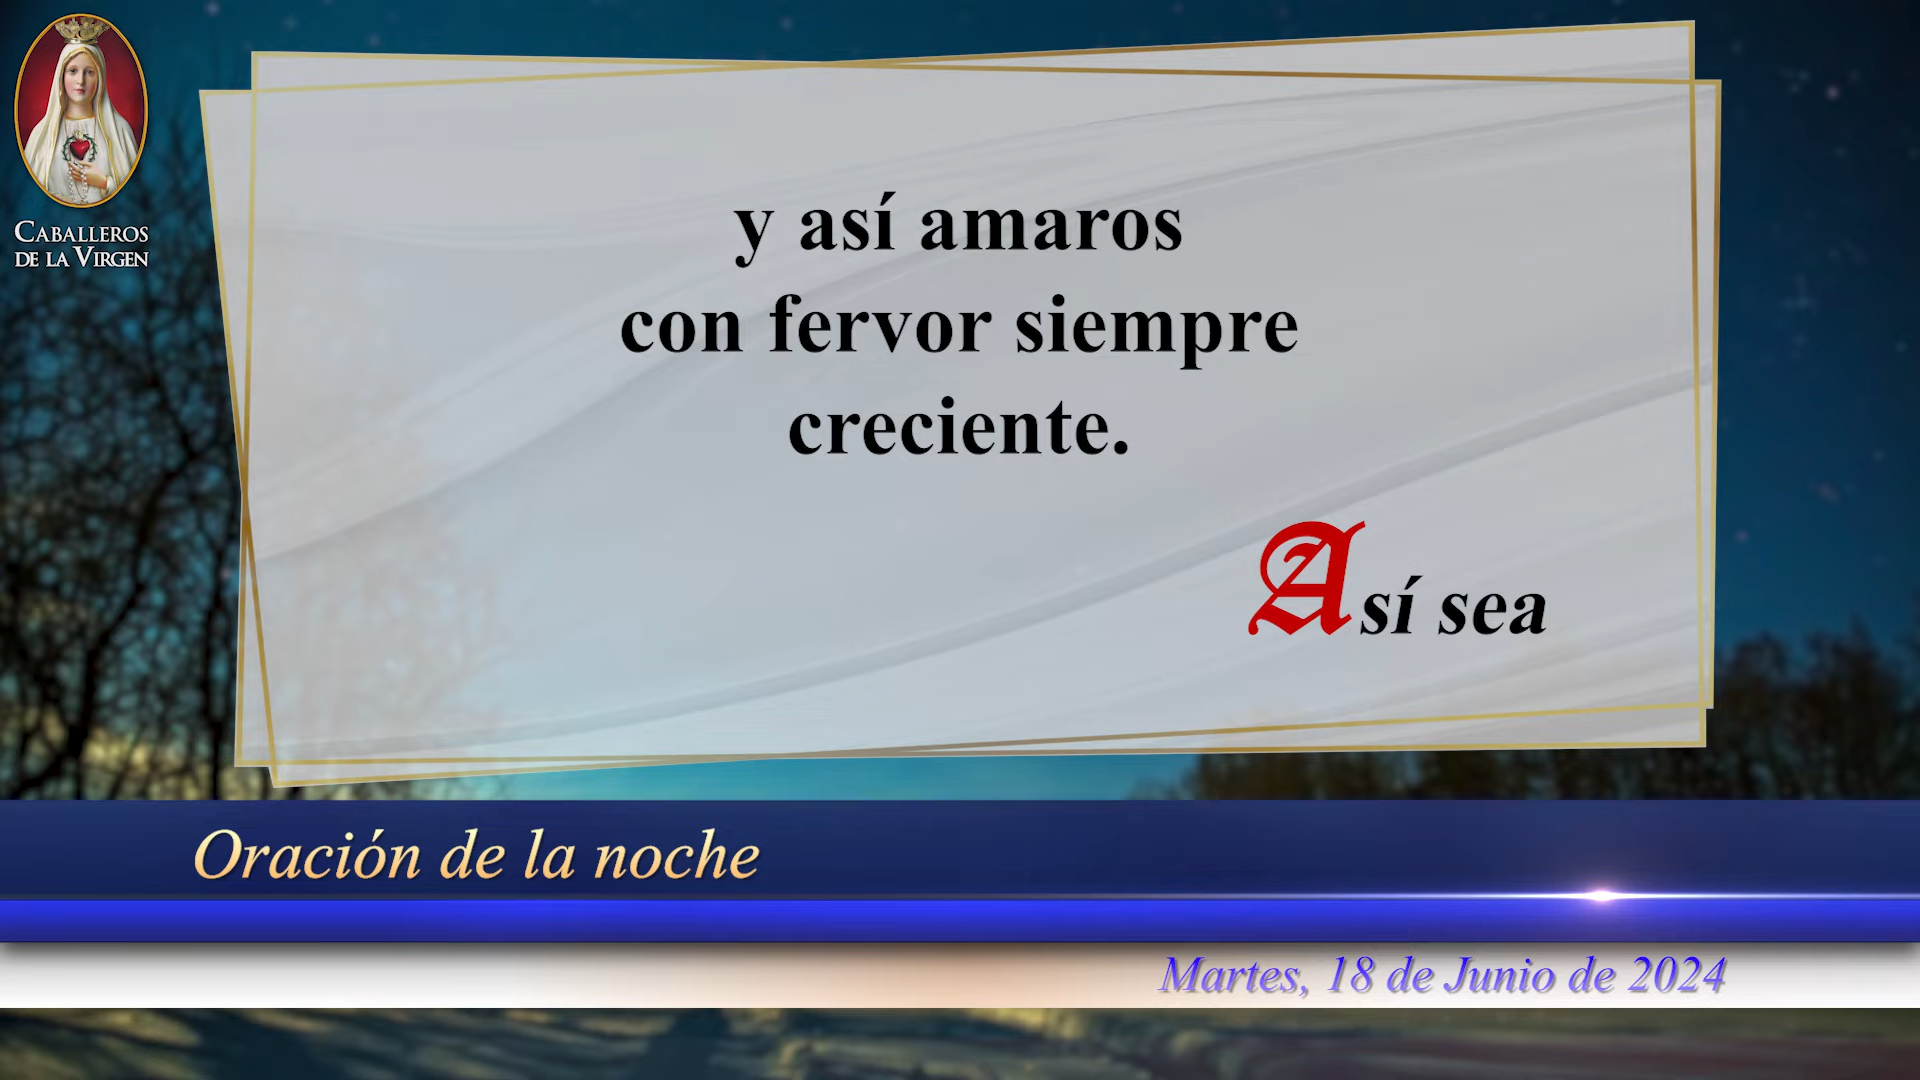 CABALLEROS
DE LA VIRGEN
y así amaros
con fervor siempre
creciente.
Así sea
Oración de la noche
Martes, 18 de Junio de 2024